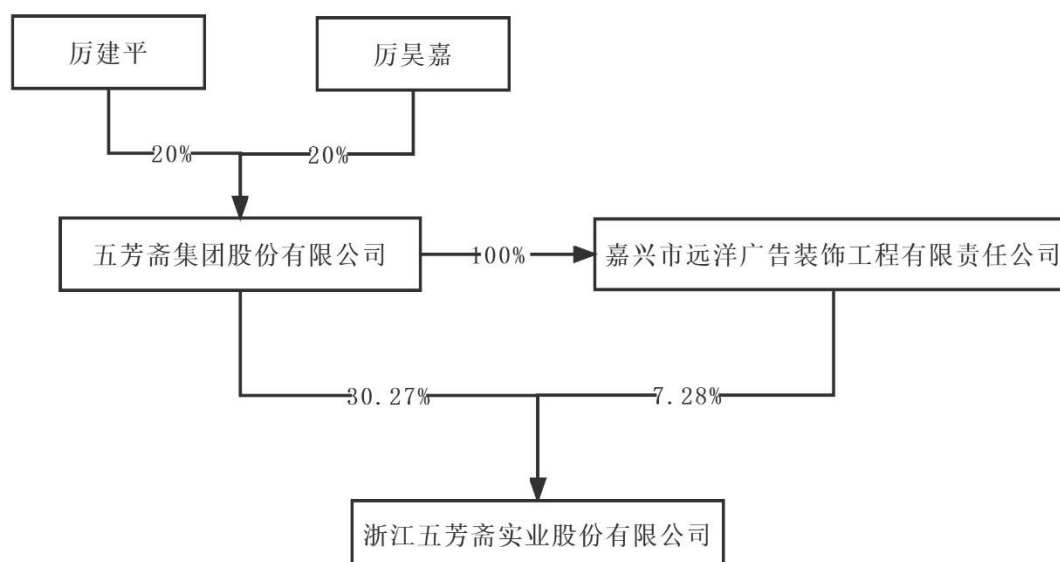 厉建平
厉昊嘉
20%
20%
五芳斋集团股份有限公司
100%
嘉兴市远洋广告装饰工程有限责任公司
30.27%
7.28%
浙江五芳斋实业股份有限公司